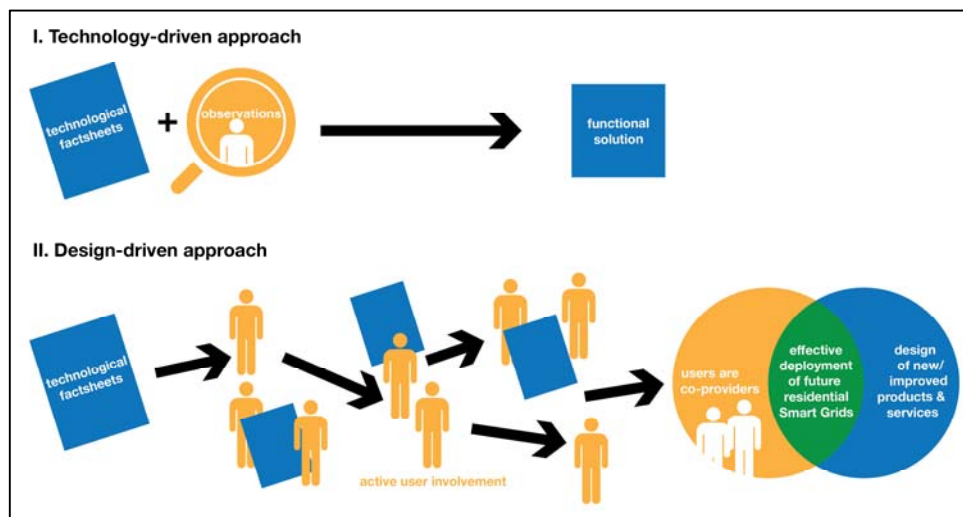 I. Technology-driven approach
technological
factsheets
+
observations
functional
solution
II. Design-driven approach
technological
factsheets
active user involvement
users are
co-providers
effective
deployment
of future
residential
Smart Grids
design
of new/
improved
products &
services